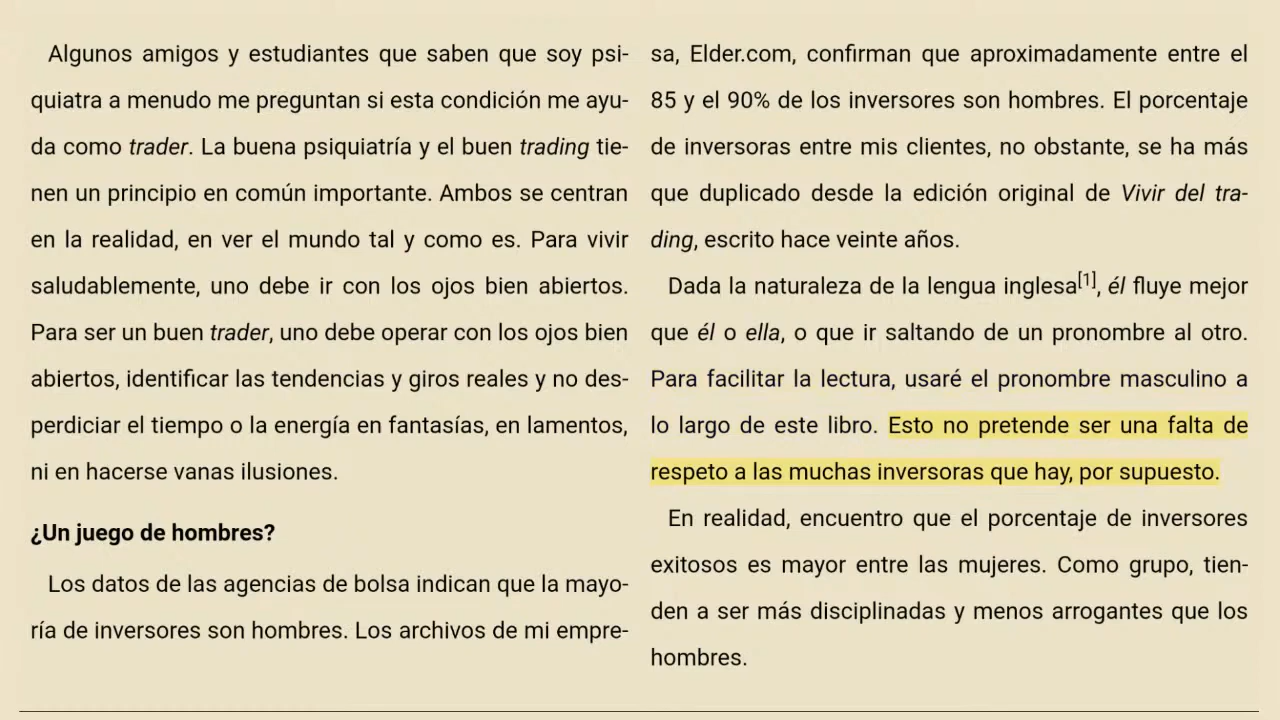 Algunos amigos y estudiantes que saben que soy psi-
quiatra a menudo me preguntan si esta condición me ayu-
da como trader. La buena psiquiatría y el buen trading tie-
nen un principio en común importante. Ambos se centran
en la realidad, en ver el mundo tal y como es. Para vivir
saludablemente, uno debe ir con los ojos bien abiertos.
Para ser un buen trader, uno debe operar con los ojos bien
abiertos, identificar las tendencias y giros reales y no des-
perdiciar el tiempo o la energía en fantasías, en lamentos,
ni en hacerse vanas ilusiones.
¿Un juego de hombres?
Los datos de las agencias de bolsa indican que la mayo-
ría de inversores son hombres. Los archivos de mi empre-
sa, Elder.com, confirman que aproximadamente entre el
85 y el 90% de los inversores son hombres. El porcentaje
de inversoras entre mis clientes, no obstante, se ha más
que duplicado desde la edición original de Vivir del tra-
ding, escrito hace veinte años.
Dada la naturaleza de la lengua inglesa[1], él fluye mejor
que él o ella, o que ir saltando de un pronombre al otro.
Para facilitar la lectura, usaré el pronombre masculino a
lo largo de este libro. Esto no pretende ser una falta de
respeto a las muchas inversoras que hay, por supuesto.
En realidad, encuentro que el porcentaje de inversores
exitosos es mayor entre las mujeres. Como grupo, tien-
den a ser más disciplinadas y menos arrogantes que los
hombres.